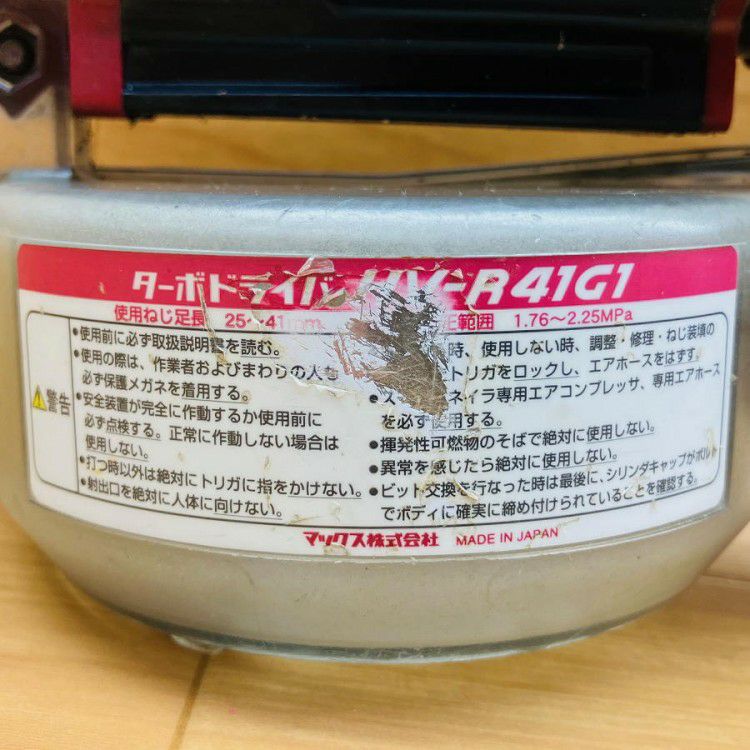 ターボドライバ HV-R41G1
使用ねじ足長 25～41mm 範囲 1.76～2.25MPa
警告
●使用前に必ず取扱説明書を読む。
●使用の際は、作業者およびまわりの人も
必ず保護メガネを着用する。
●安全装置が完全に作動するか使用前に
必ず点検する。正常に作動しない場合は
使用しない。
●打つ時以外は絶対にトリガに指をかけない。
●射出口を絶対に人体に向けない。
時、使用しない時、調整・修理・ねじ装填の
トリガをロックし、エアホースをはずす。
ネイラ専用エアコンプレッサ、専用エアホース
を必ず使用する。
●揮発性可燃物のそばで絶対に使用しない。
●異常を感じたら絶対に使用しない。
●ビット交換を行なった時は最後に、シリンダキャップがボルト
でボディに確実に締め付けられていることを確認する。
マックス株式会社 MADE IN JAPAN